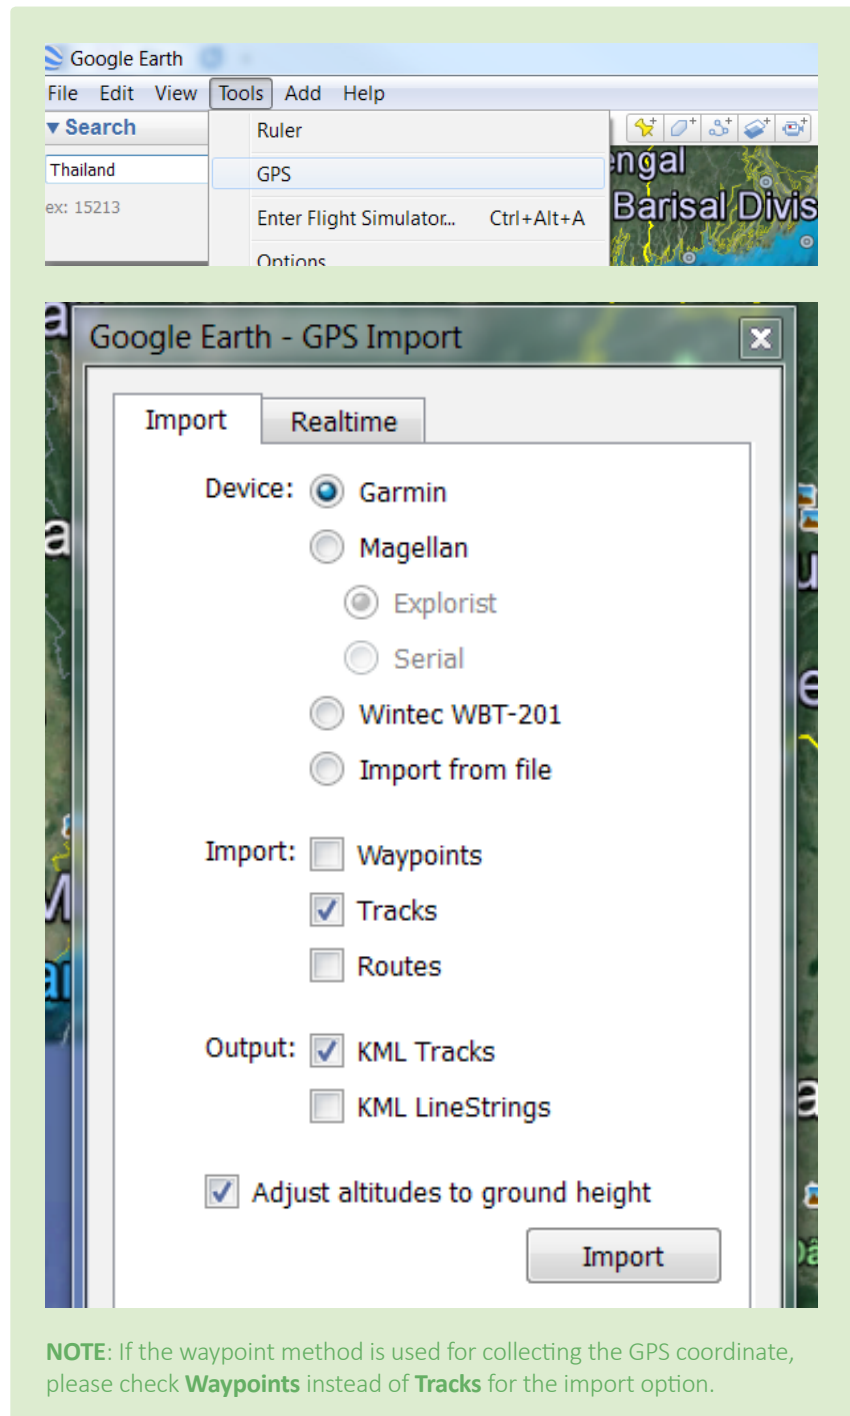 Google Earth
File Edit View Tools Add Help
▾ Search
Ruler
Thailand
GPS
ex: 15213
Enter Flight Simulator... Ctrl+Alt+A
Options
engal
Barisal Divis
Google Earth - GPS Import
Import Realtime
Device: Garmin
Magellan
Explorist
Serial
Wintec WBT-201
Import from file
Import: Waypoints
Tracks
Routes
Output: KML Tracks
KML LineStrings
Adjust altitudes to ground height
Import
NOTE: If the waypoint method is used for collecting the GPS coordinate,
please check Waypoints instead of Tracks for the import option.